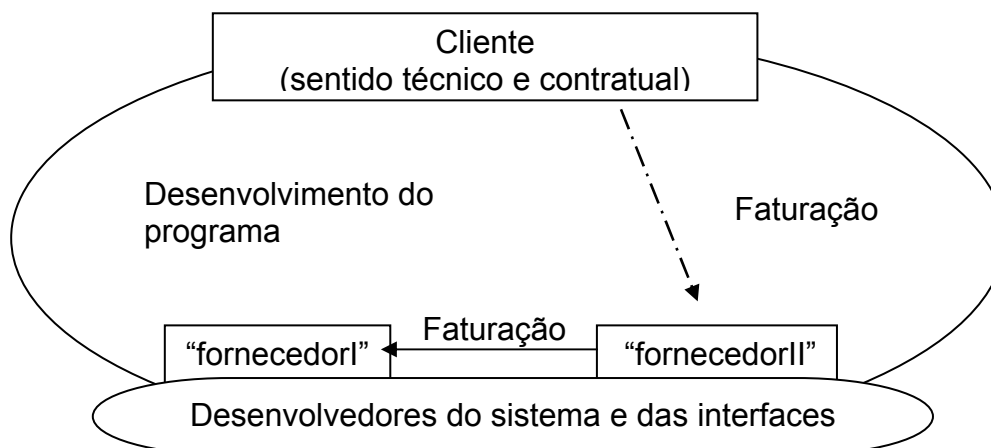 Cliente
(sentido técnico e contratual)
Desenvolvimento do
programa
Faturação
Faturação
“fornecedorI”
“fornecedorII”
Desenvolvedores do sistema e das interfaces